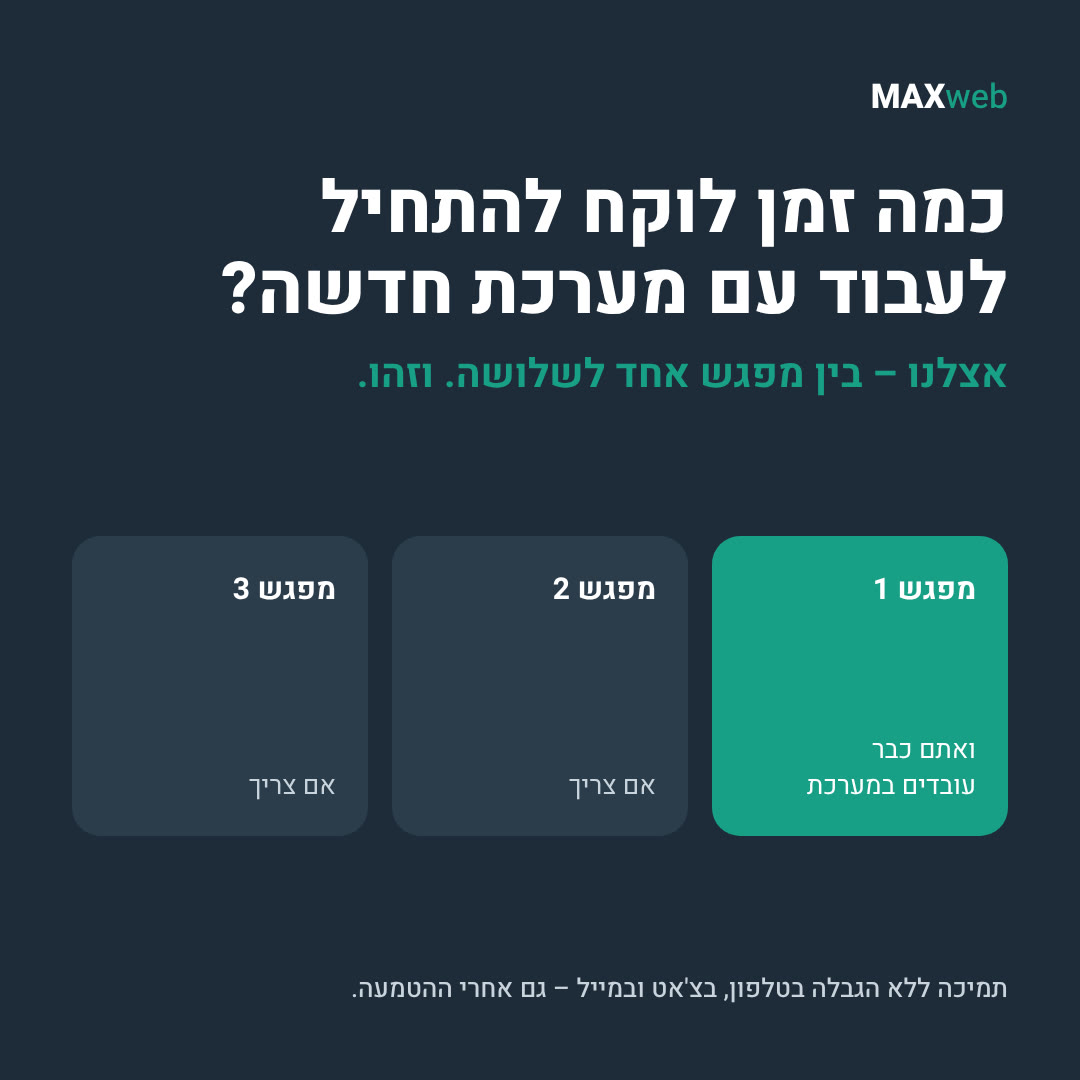 MAXweb
כמה זמן לוקח להתחיל
לעבוד עם מערכת חדשה?
אצלנו – בין מפגש אחד לשלושה. וזהו.
מפגש 1
ואתם כבר
עובדים במערכת
מפגש 2
אם צריך
מפגש 3
אם צריך
תמיכה ללא הגבלה בטלפון, בצ'אט ובמייל – גם אחרי ההטמעה.